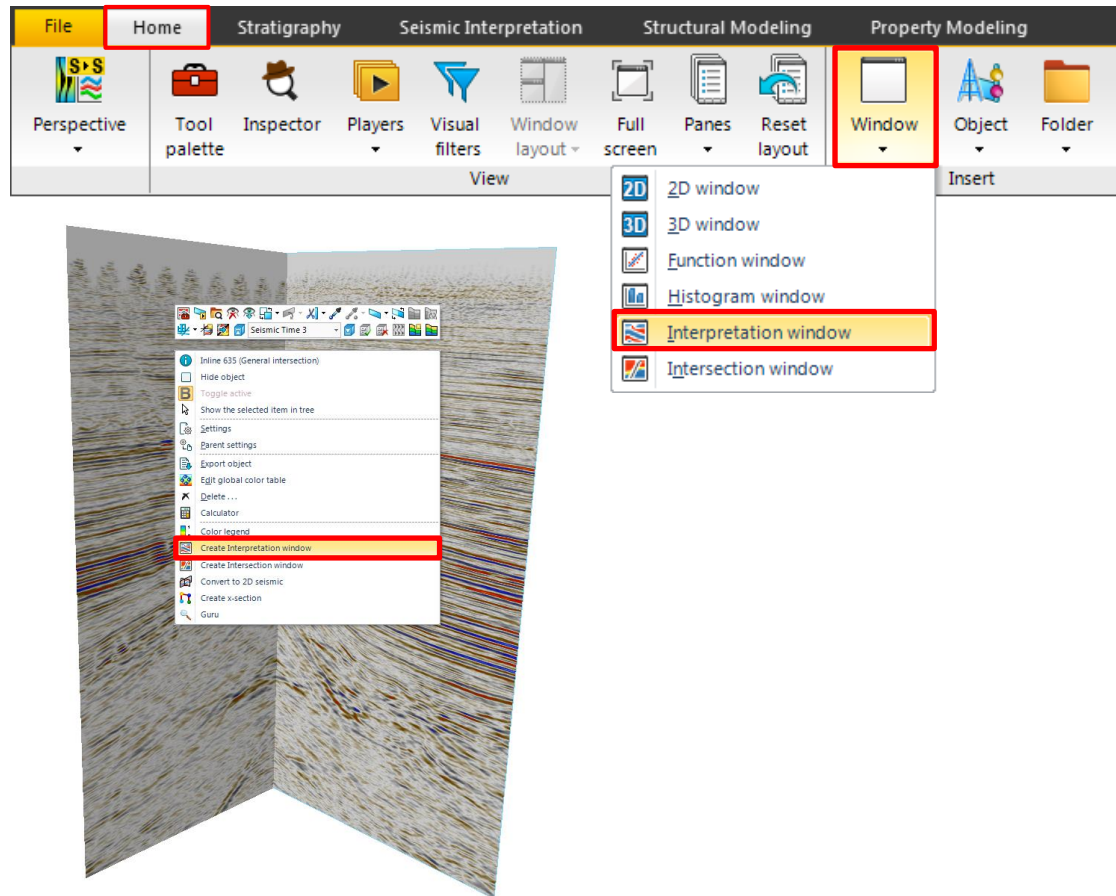 File Home Stratigraphy Seismic Interpretation Structural Modeling Property Modeling
S S
Perspective Tool palette Inspector Players Visual filters Window layout Full screen Panes Reset layout Window Object Folder
View Insert
2D 2D window
3D 3D window
Function window
Histogram window
Interpretation window
Intersection window
Seismic Time 3
Inline 635 (General intersection)
Hide object
B Toggle active
Show the selected item in tree
Settings
Parent settings
Export object
Edit global color table
Delete ...
Calculator
Color legend
Create Interpretation window
Create Intersection window
Convert to 2D seismic
Create x-section
Guru